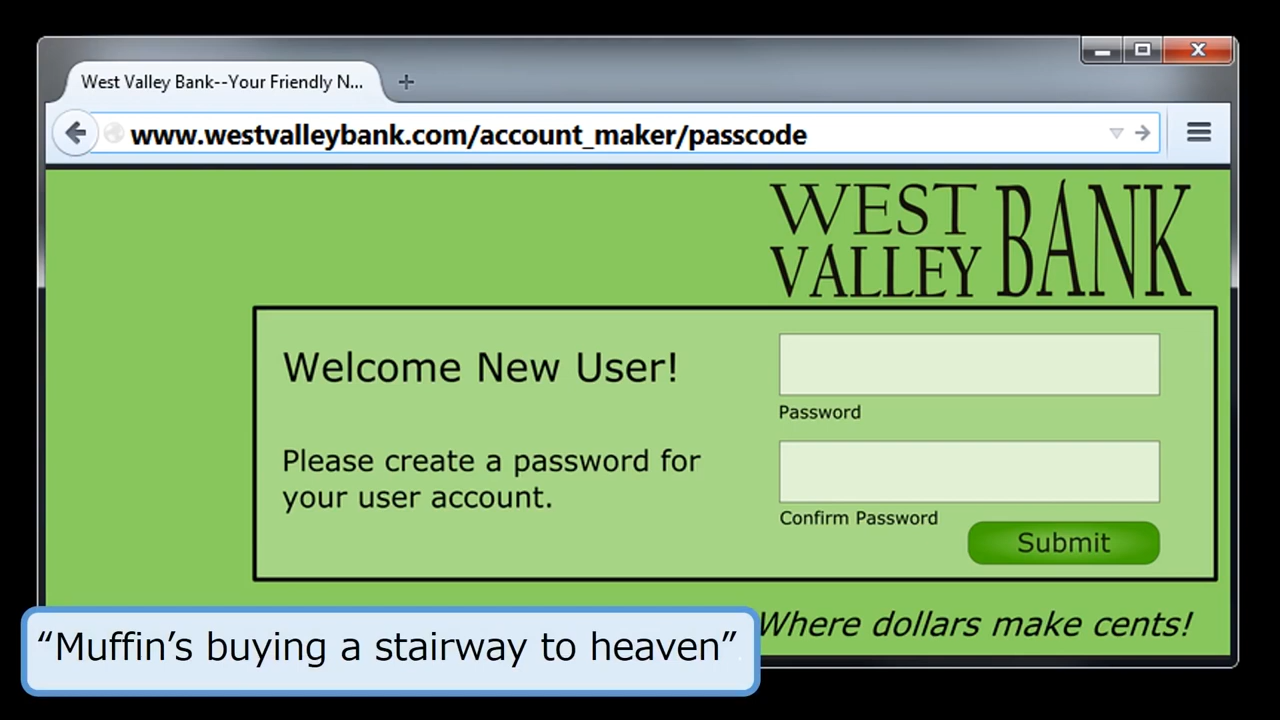 West Valley Bank--Your Friendly N...
www.westvalleybank.com/account_maker/passcode
WEST VALLEY BANK
Welcome New User!
Password
Please create a password for
your user account.
Confirm Password
Submit
Where dollars make cents!
“Muffin’s buying a stairway to heaven”